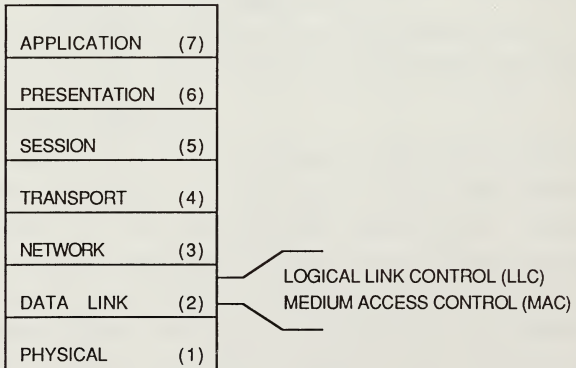 APPLICATION (7)
PRESENTATION (6)
SESSION (5)
TRANSPORT (4)
NETWORK (3)
LOGICAL LINK CONTROL (LLC)
DATA LINK (2) MEDIUM ACCESS CONTROL (MAC)
PHYSICAL (1)